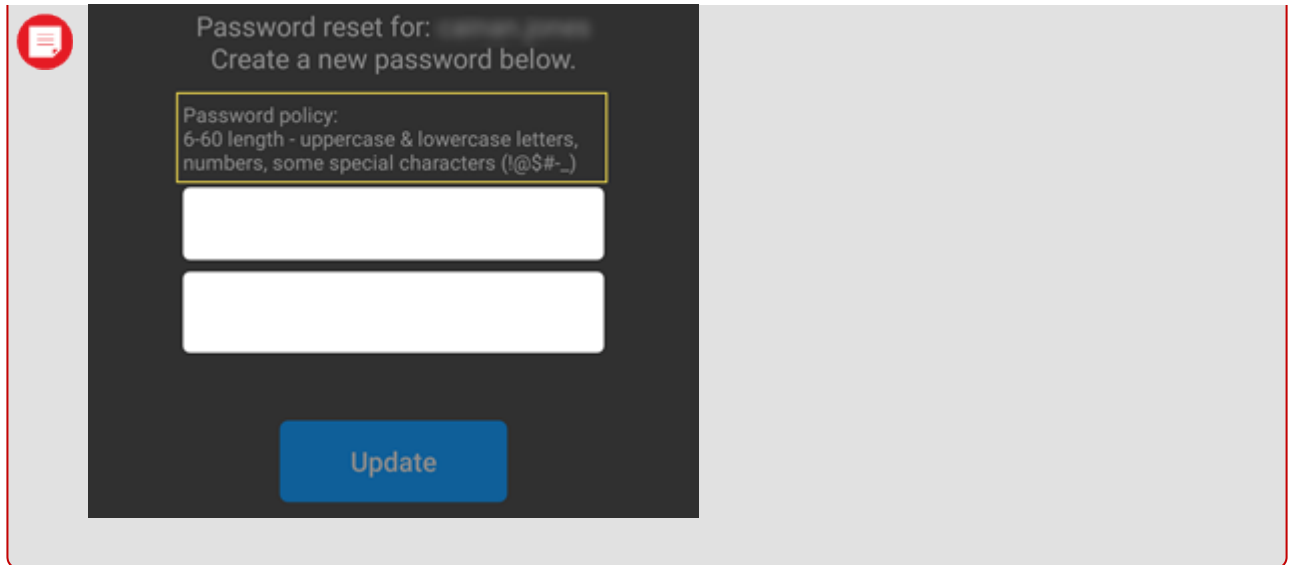 Password reset for:
Create a new password below.
Password policy:
6-60 length - uppercase & lowercase letters,
numbers, some special characters (!@$#-_)
Update